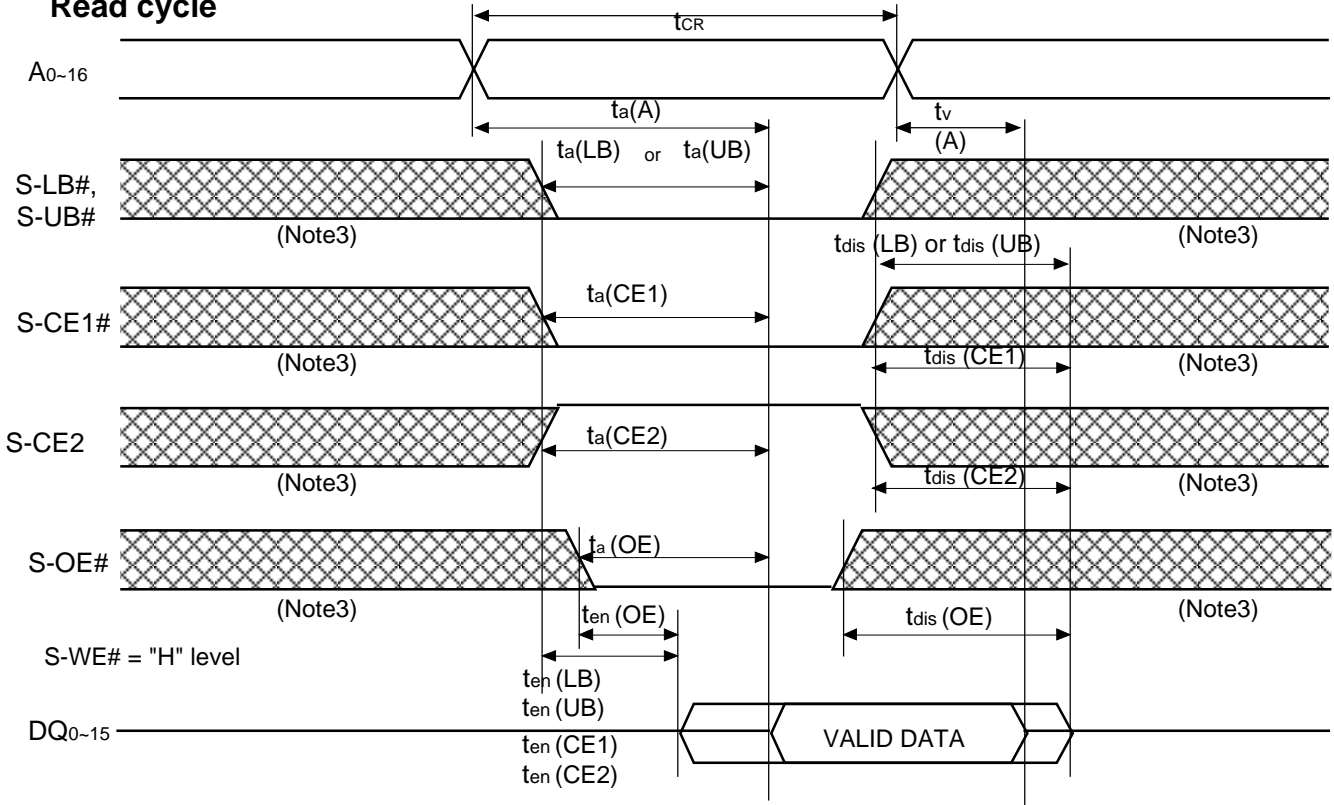 Read cycle
tCR
A0~16
ta(A)
tv
(A)
ta(LB) or ta(UB)
S-LB#,
S-UB#
(Note3)
(Note3)
tdis (LB) or tdis (UB)
ta(CE1)
S-CE1#
(Note3)
tdis (CE1)
(Note3)
S-CE2
ta(CE2)
(Note3)
tdis (CE2)
(Note3)
ta (OE)
S-OE#
(Note3)
ten (OE)
tdis (OE)
(Note3)
S-WE# = "H" level
ten (LB)
ten (UB)
DQ0~15
ten (CE1)
ten (CE2)
VALID DATA